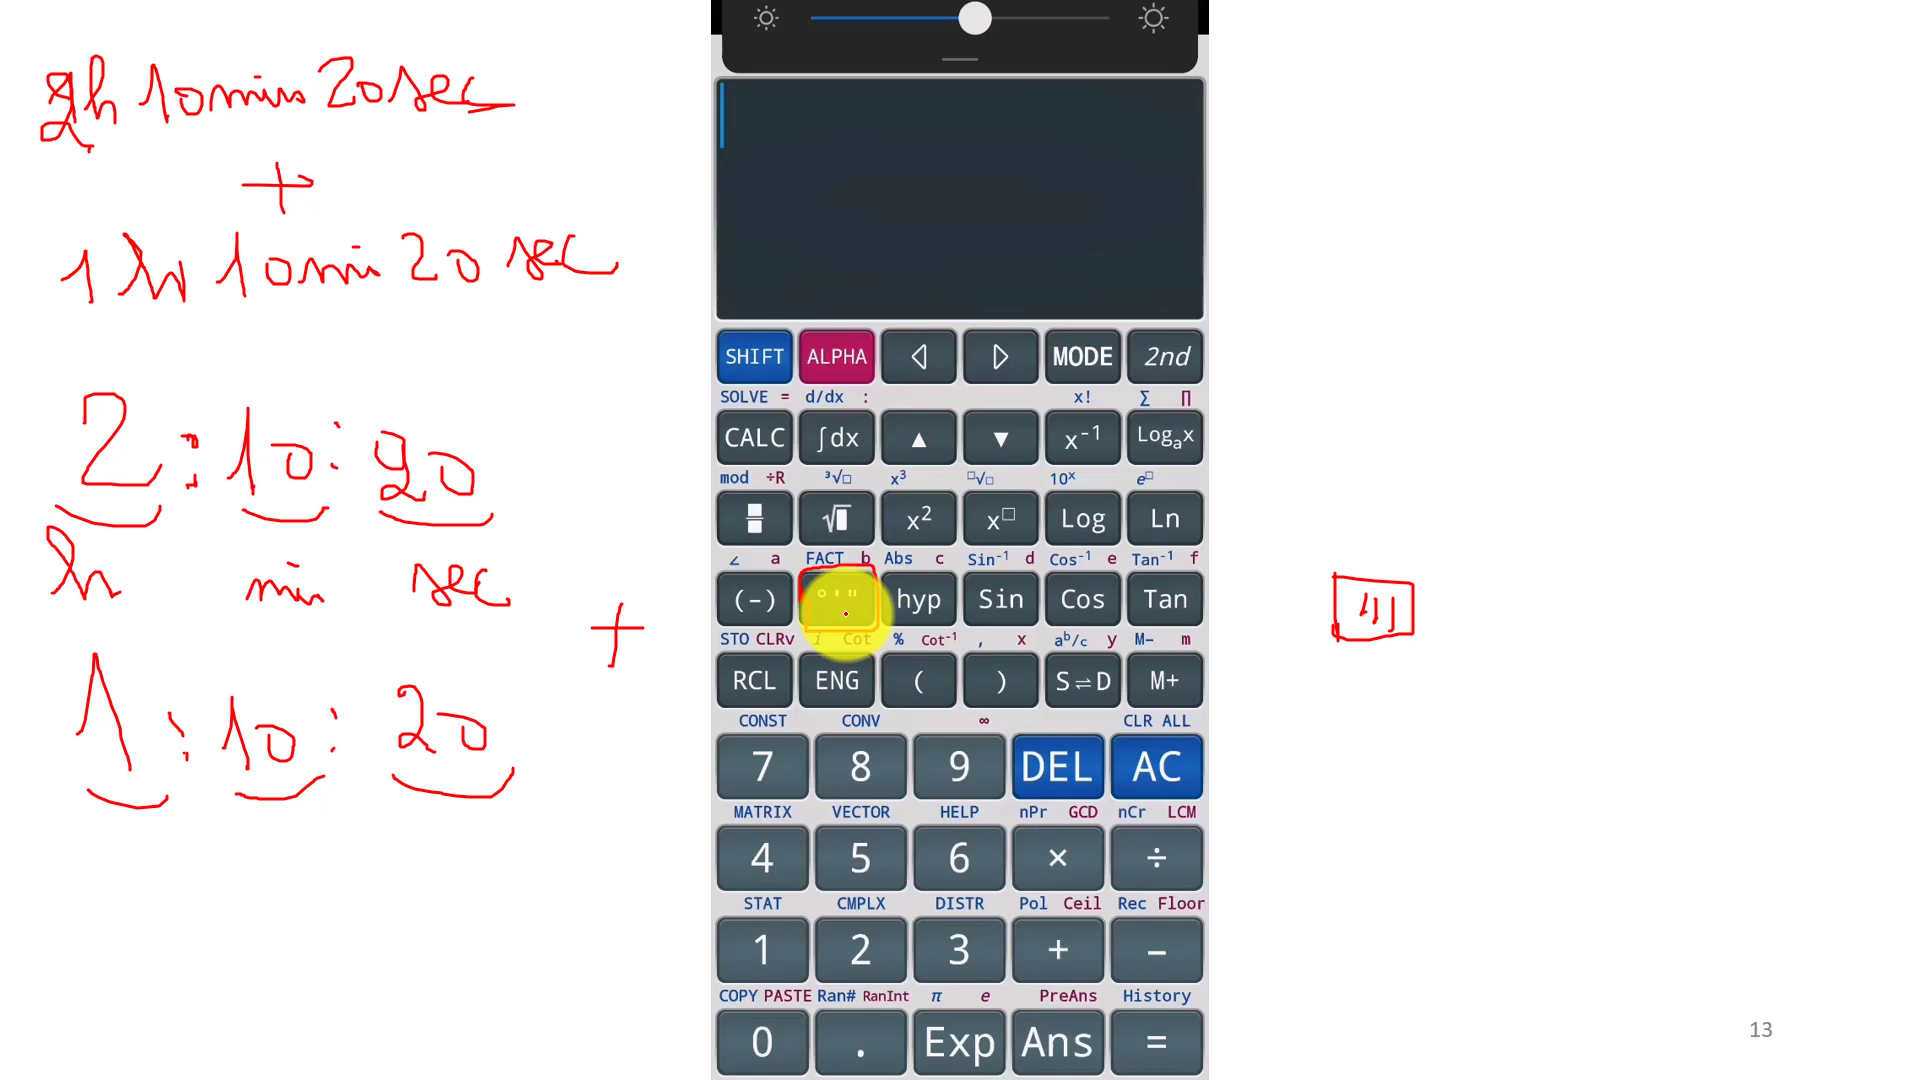 2h 10min 20sec
+
1h 10min 20 sec
2 : 10 : 20
h min sec
+
1 : 10 : 20
SHIFT ALPHA ◁ ▷ MODE 2nd
SOLVE = d/dx : x! ∑ ∏
CALC ∫dx ▲ ▼ x⁻¹ Logₐx
mod ÷R ³√□ x³ □√□ 10ˣ e□
√ x² x□ Log Ln
∠ a FACT b Abs c Sin⁻¹ d Cos⁻¹ e Tan⁻¹ f
(−) °'" hyp Sin Cos Tan
STO CLRv i Cot % Cot⁻¹ , x aᵇ/c y M− m
RCL ENG ( ) S⇌D M+
CONST CONV ∞ CLR ALL
7 8 9 DEL AC
MATRIX VECTOR HELP nPr GCD nCr LCM
4 5 6 × ÷
STAT CMPLX DISTR Pol Ceil Rec Floor
1 2 3 + −
COPY PASTE Ran# RanInt π e PreAns History
0 . Exp Ans =
13